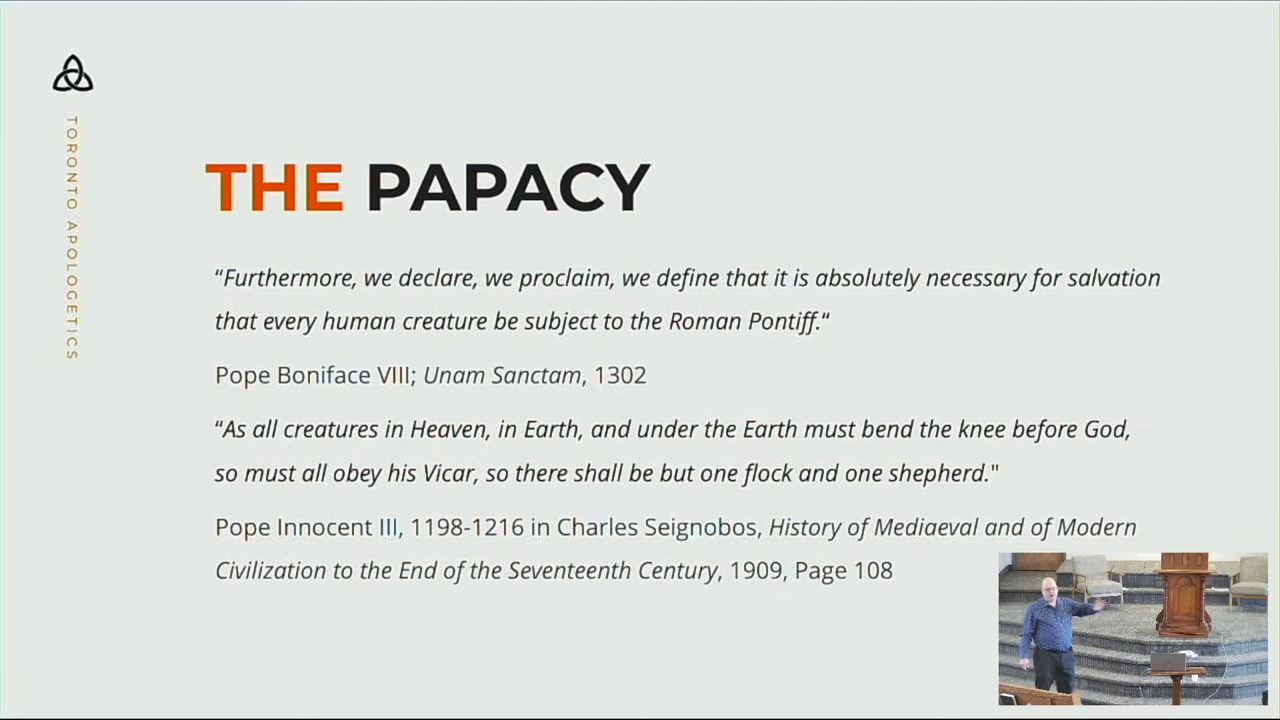 TORONTO APOLOGETICS
THE PAPACY
“Furthermore, we declare, we proclaim, we define that it is absolutely necessary for salvation
that every human creature be subject to the Roman Pontiff.“
Pope Boniface VIII; Unam Sanctam, 1302
“As all creatures in Heaven, in Earth, and under the Earth must bend the knee before God,
so must all obey his Vicar, so there shall be but one flock and one shepherd."
Pope Innocent III, 1198-1216 in Charles Seignobos, History of Mediaeval and of Modern
Civilization to the End of the Seventeenth Century, 1909, Page 108